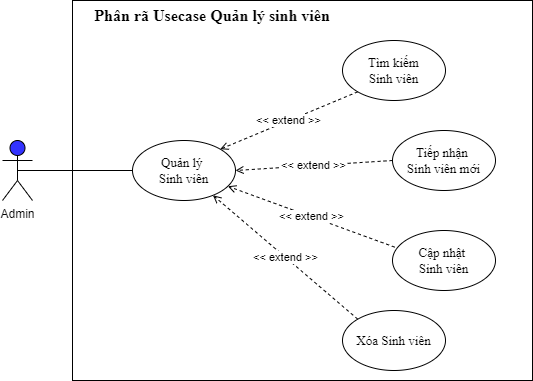 Phân rã Usecase Quản lý sinh viên
Tìm kiếm
Sinh viên
<< extend >>
Tiếp nhận
Sinh viên mới
<< extend >>
Quản lý
Sinh viên
Admin
<< extend >>
Cập nhật
Sinh viên
<< extend >>
Xóa Sinh viên